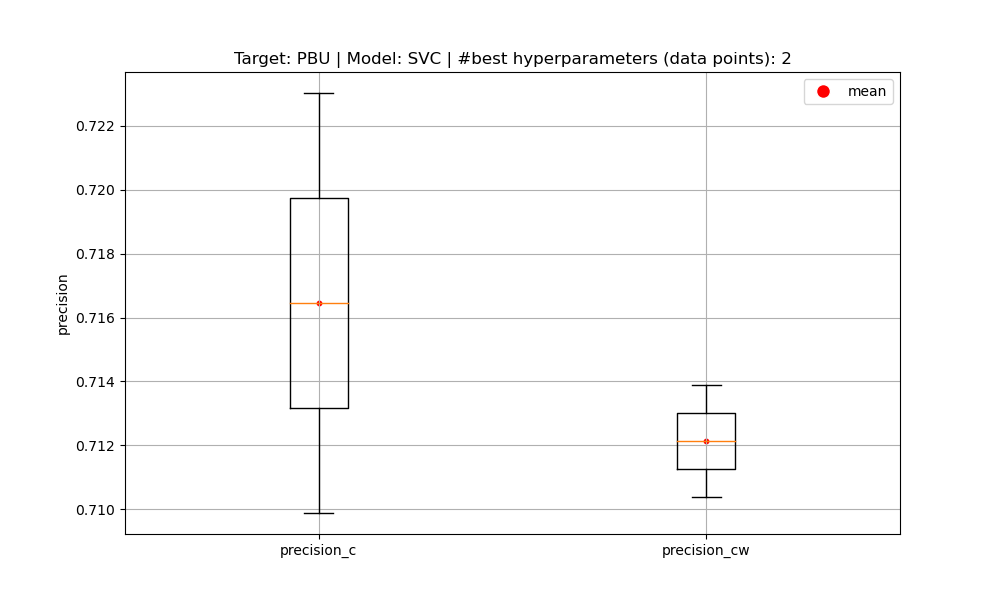 Target: PBU | Model: SVC | #best hyperparameters (data points): 2
mean
0.722
0.720
0.718
0.716
0.714
0.712
0.710
precision
precision_c
precision_cw